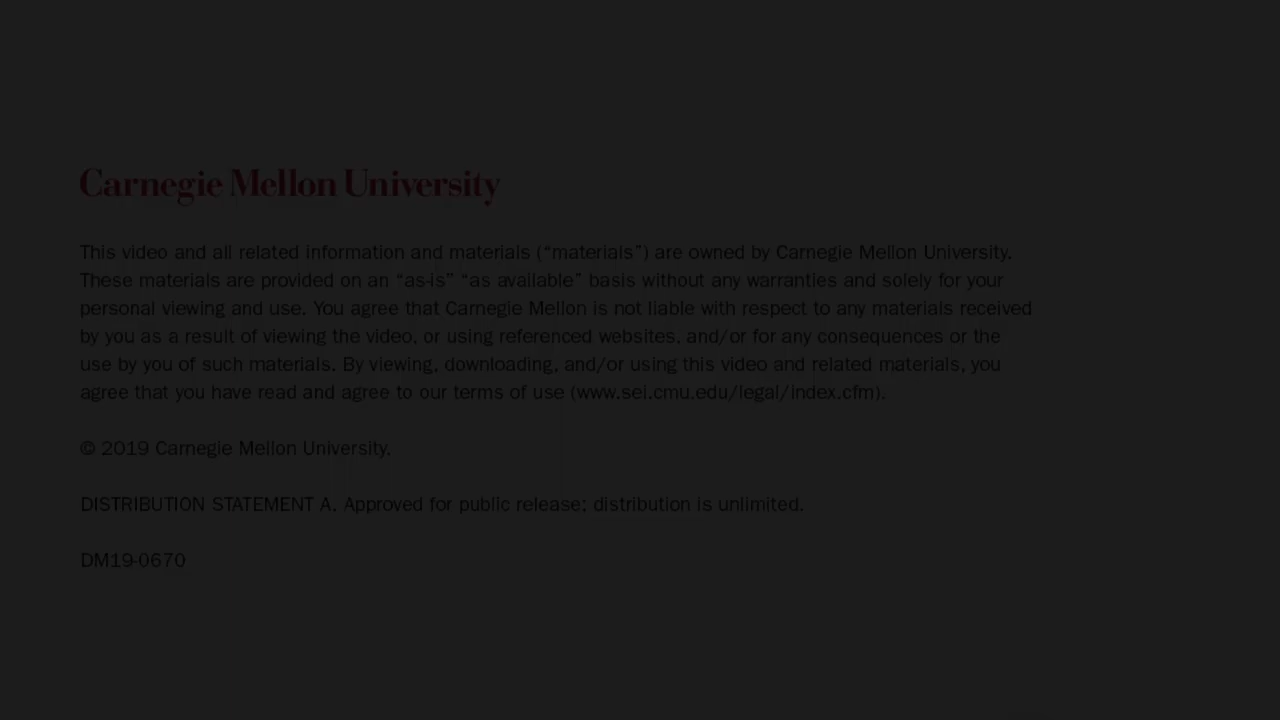 Carnegie Mellon University
This video and all related information and materials (“materials”) are owned by Carnegie Mellon University.
These materials are provided on an “as-is” “as available” basis without any warranties and solely for your
personal viewing and use. You agree that Carnegie Mellon is not liable with respect to any materials received
by you as a result of viewing the video, or using referenced websites, and/or for any consequences or the
use by you of such materials. By viewing, downloading, and/or using this video and related materials, you
agree that you have read and agree to our terms of use (www.sei.cmu.edu/legal/index.cfm).
© 2019 Carnegie Mellon University.
DISTRIBUTION STATEMENT A. Approved for public release; distribution is unlimited.
DM19-0670